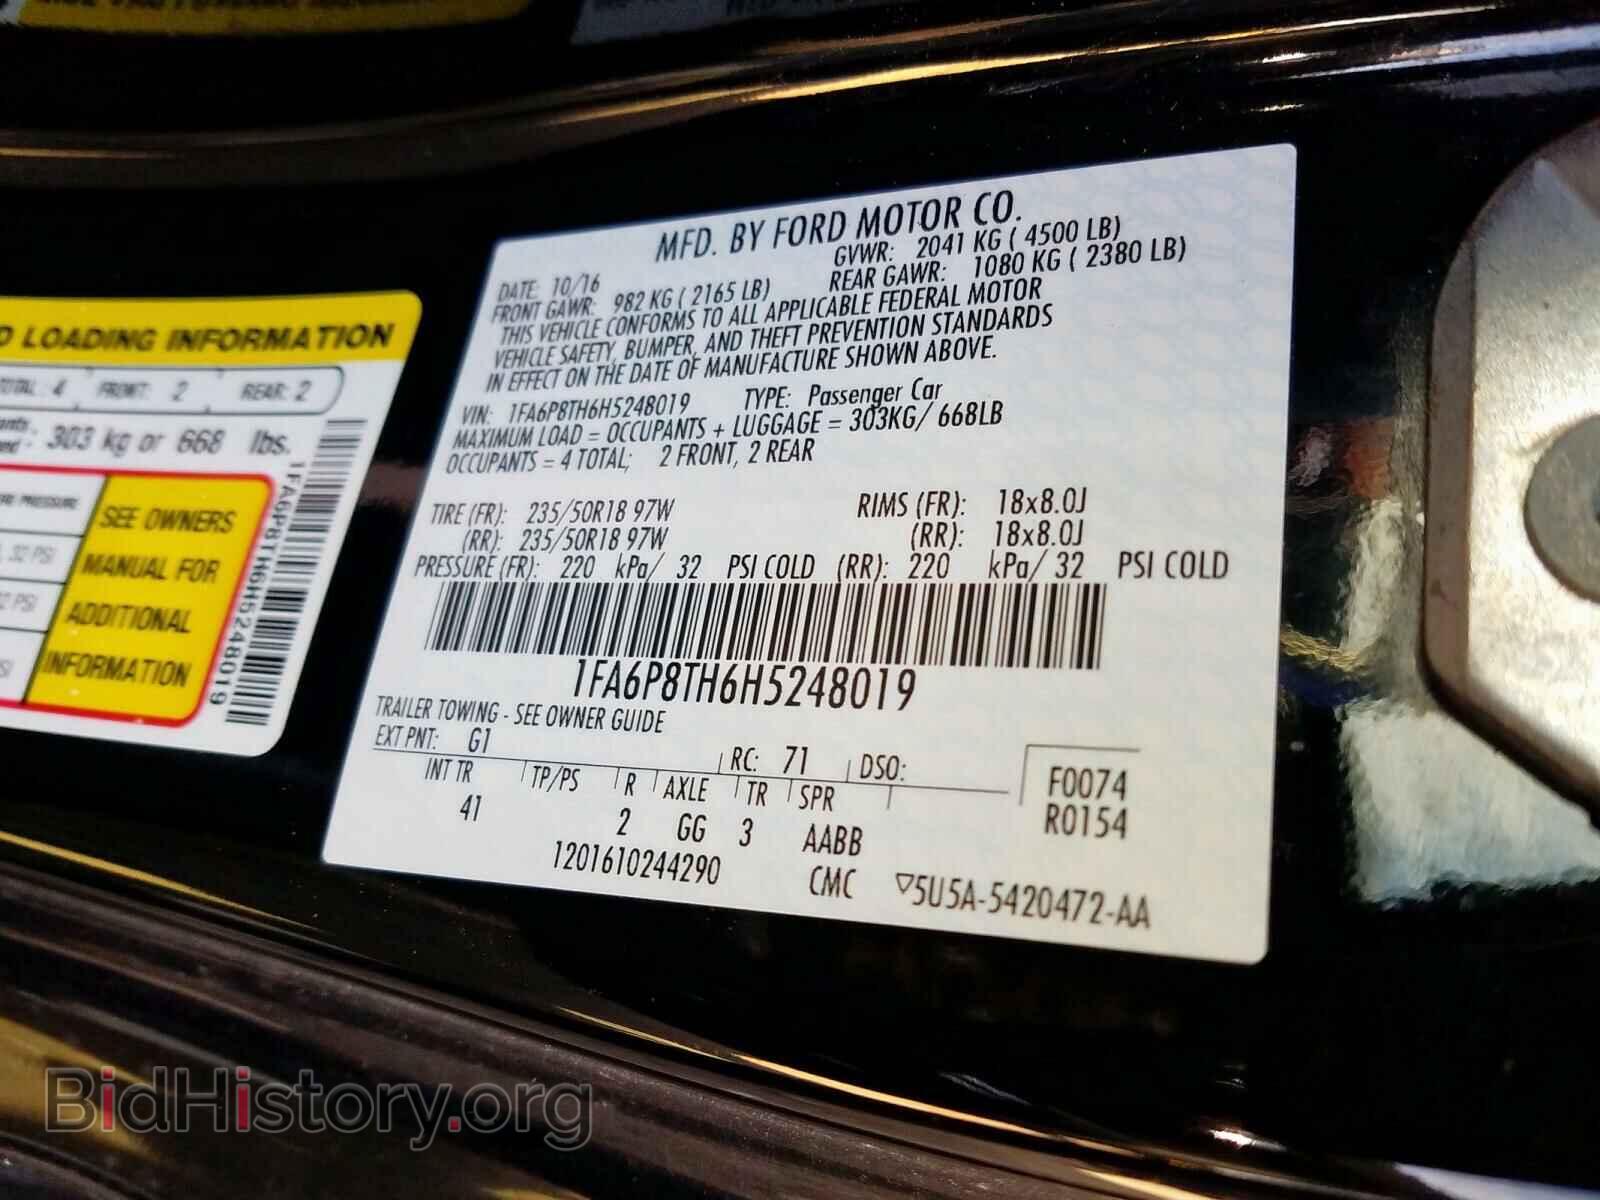 MFD. BY FORD MOTOR CO.
DATE: 10/16 GVWR: 2041 KG ( 4500 LB)
FRONT GAWR: 982 KG ( 2165 LB) REAR GAWR: 1080 KG ( 2380 LB)
THIS VEHICLE CONFORMS TO ALL APPLICABLE FEDERAL MOTOR
VEHICLE SAFETY, BUMPER, AND THEFT PREVENTION STANDARDS
IN EFFECT ON THE DATE OF MANUFACTURE SHOWN ABOVE.
VIN: 1FA6P8TH6H5248019 TYPE: Passenger Car
MAXIMUM LOAD = OCCUPANTS + LUGGAGE = 303KG/ 668LB
OCCUPANTS = 4 TOTAL; 2 FRONT, 2 REAR
TIRE (FR): 235/50R18 97W RIMS (FR): 18x8.0J
(RR): 235/50R18 97W (RR): 18x8.0J
PRESSURE (FR): 220 kPa/ 32 PSI COLD (RR): 220 kPa/ 32 PSI COLD
1FA6P8TH6H5248019
TRAILER TOWING - SEE OWNER GUIDE
EXT PNT: G1 RC: 71 DSO:
INT TR TP/PS R AXLE TR SPR F0074
41 2 GG 3 AABB R0154
1201610244290 CMC ▽5U5A-5420472-AA
LOADING INFORMATION
TOTAL: 4 FRONT: 2 REAR: 2
303 kg or 668 lbs.
PRESSURE
32 PSI
PSI
SEE OWNERS
MANUAL FOR
ADDITIONAL
INFORMATION
1FA6P8TH6H5248019
BidHistory.org